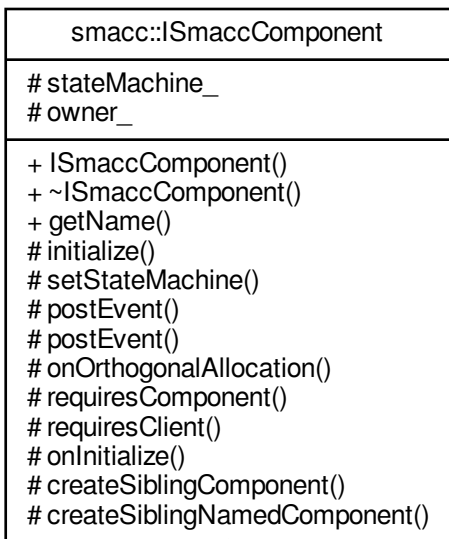 smacc::ISmaccComponent
# stateMachine_
# owner_
+ ISmaccComponent()
+ ~ISmaccComponent()
+ getName()
# initialize()
# setStateMachine()
# postEvent()
# postEvent()
# onOrthogonalAllocation()
# requiresComponent()
# requiresClient()
# onInitialize()
# createSiblingComponent()
# createSiblingNamedComponent()